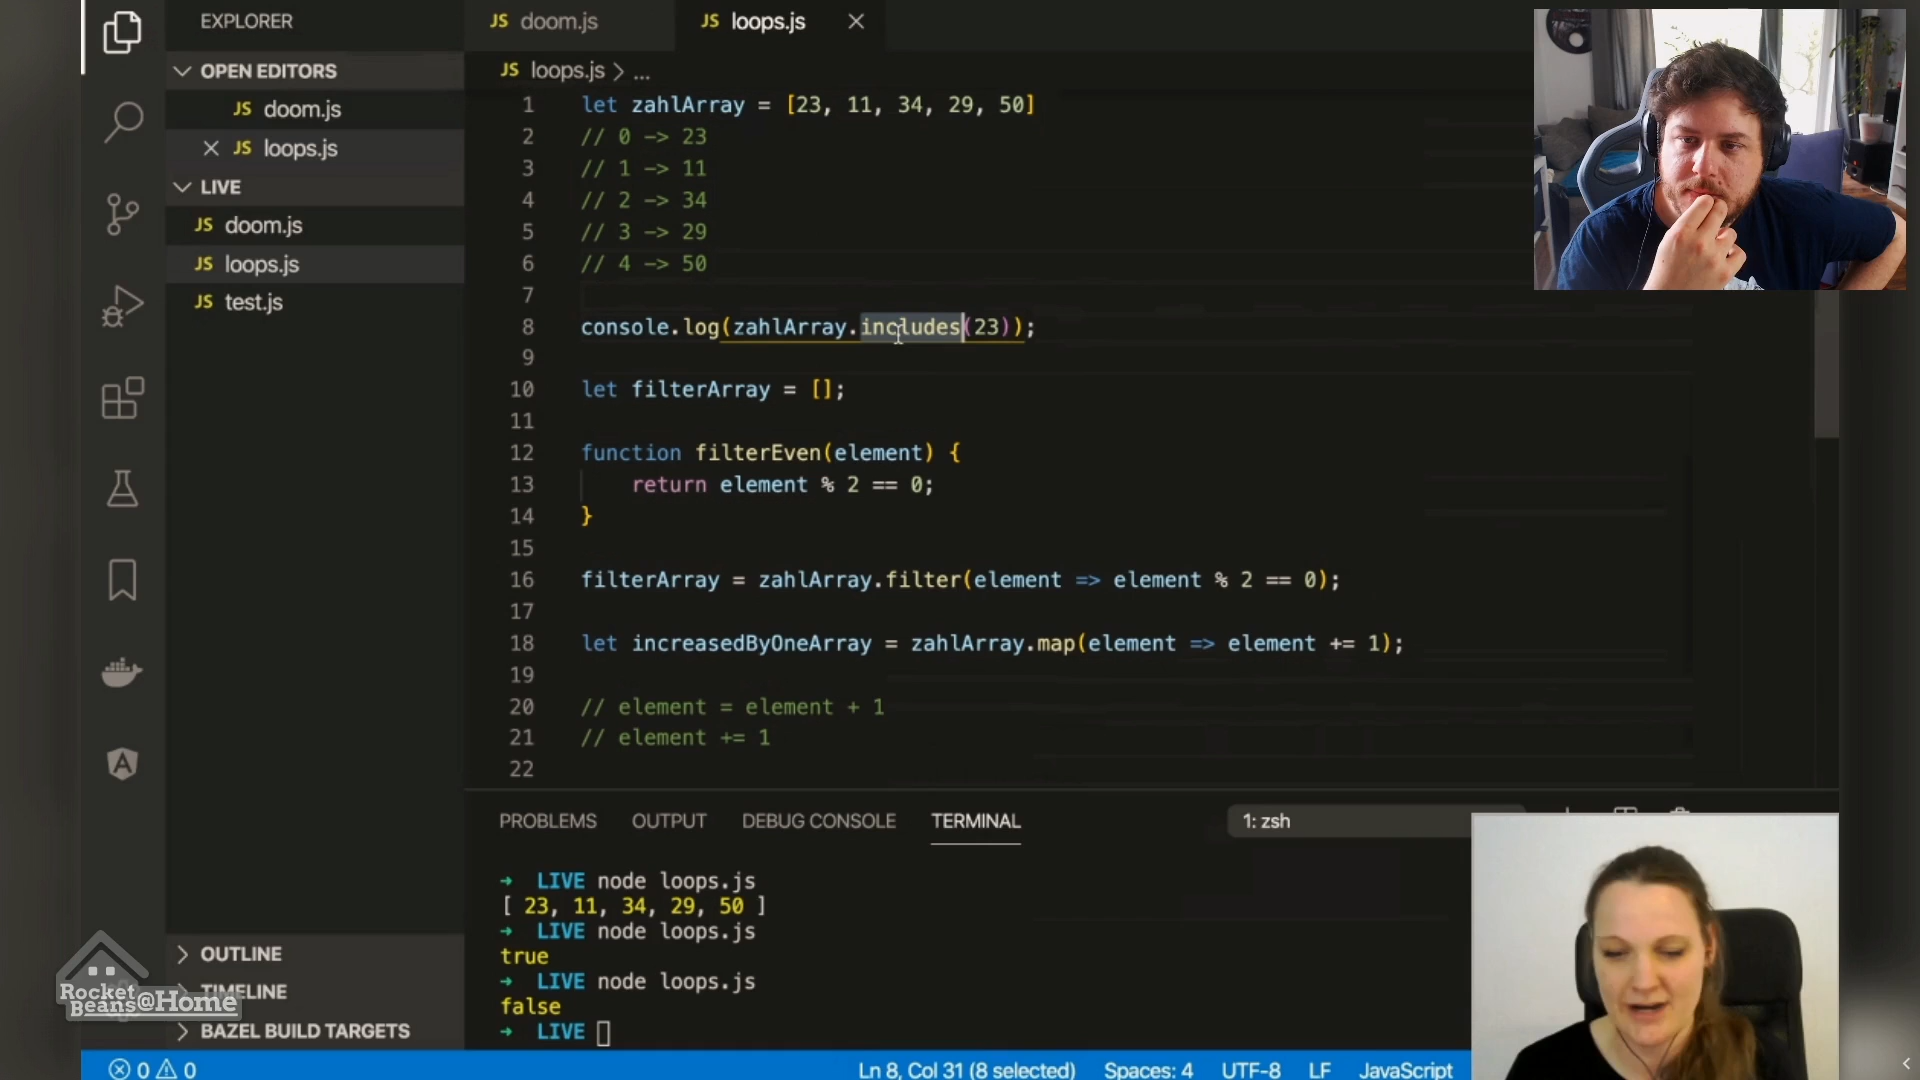 EXPLORER
OPEN EDITORS
JS doom.js
JS loops.js
LIVE
JS doom.js
JS loops.js
JS test.js
OUTLINE
TIMELINE
BAZEL BUILD TARGETS
JS doom.js
JS loops.js
JS loops.js > ...
1 let zahlArray = [23, 11, 34, 29, 50]
2 // 0 -> 23
3 // 1 -> 11
4 // 2 -> 34
5 // 3 -> 29
6 // 4 -> 50
7
8 console.log(zahlArray.includes(23));
9
10 let filterArray = [];
11
12 function filterEven(element) {
13 return element % 2 == 0;
14 }
15
16 filterArray = zahlArray.filter(element => element % 2 == 0);
17
18 let increasedByOneArray = zahlArray.map(element => element += 1);
19
20 // element = element + 1
21 // element += 1
22
PROBLEMS OUTPUT DEBUG CONSOLE TERMINAL 1: zsh
→ LIVE node loops.js
[ 23, 11, 34, 29, 50 ]
→ LIVE node loops.js
true
→ LIVE node loops.js
false
→ LIVE
Rocket
Beans@Home
0 0 Ln 8, Col 31 (8 selected) Spaces: 4 UTF-8 LF JavaScript